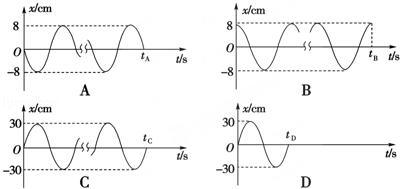 x/cm
8
O
-8
t_A
t/s
A
x/cm
8
O
-8
t_B
t/s
B
x/cm
30
O
-30
t_C
t/s
C
x/cm
30
O
-30
t_D
t/s
D